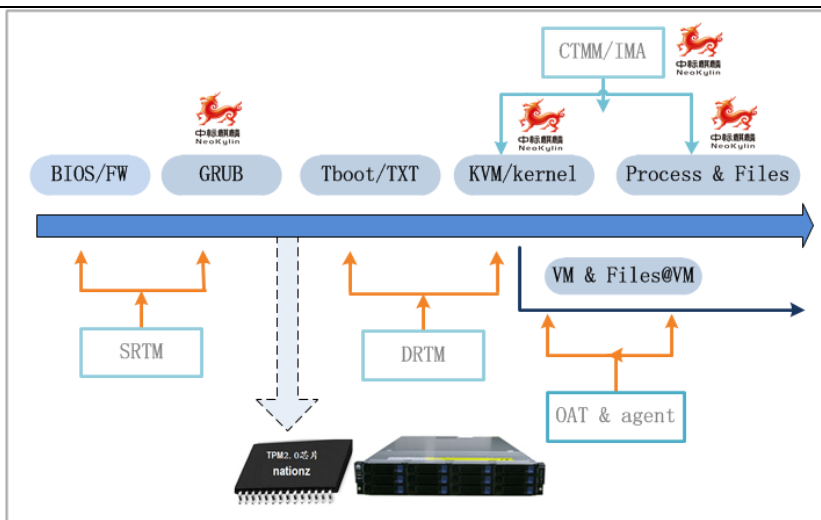 CTMM/IMA
中标麒麟
NeoKylin
中标麒麟
NeoKylin
中标麒麟
NeoKylin
中标麒麟
NeoKylin
BIOS/FW
GRUB
Tboot/TXT
KVM/kernel
Process & Files
VM & Files@VM
SRTM
DRTM
OAT & agent
TPM2.0芯片
nationz